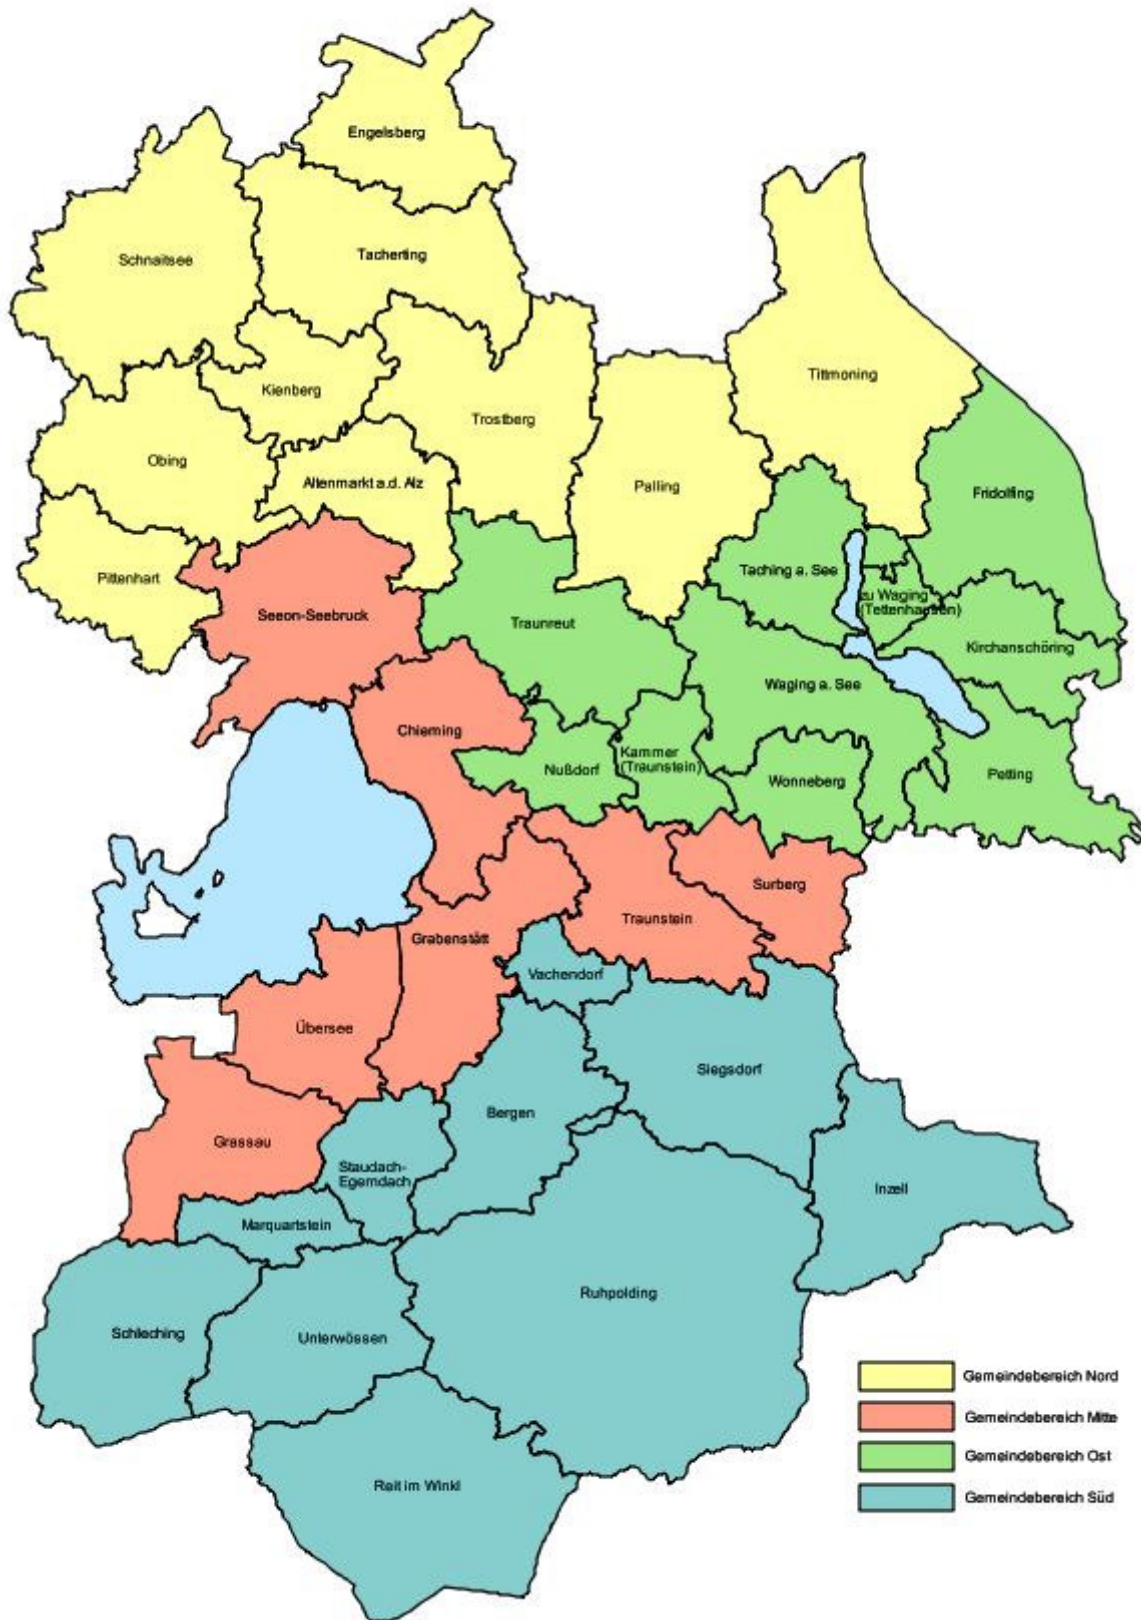 Engelsberg
Schnaitsee
Tacherting
Tittmoning
Kienberg
Trostberg
Obing
Altenmarkt a.d. Alz
Palling
Fridolfing
Pittenhart
Taching a. See
zu Waging
(Tettenhausen)
Seeon-Seebruck
Traunreut
Kirchanschöring
Waging a. See
Chieming
Kammer
(Traunstein)
Nußdorf
Wonneberg
Petting
Surberg
Traunstein
Grabenstätt
Vachendorf
Übersee
Siegsdorf
Bergen
Grassau
Staudach-
Egerndach
Inzell
Marquartstein
Ruhpolding
Schleching
Unterwössen
Reit im Winkl
Gemeindebereich Nord
Gemeindebereich Mitte
Gemeindebereich Ost
Gemeindebereich Süd